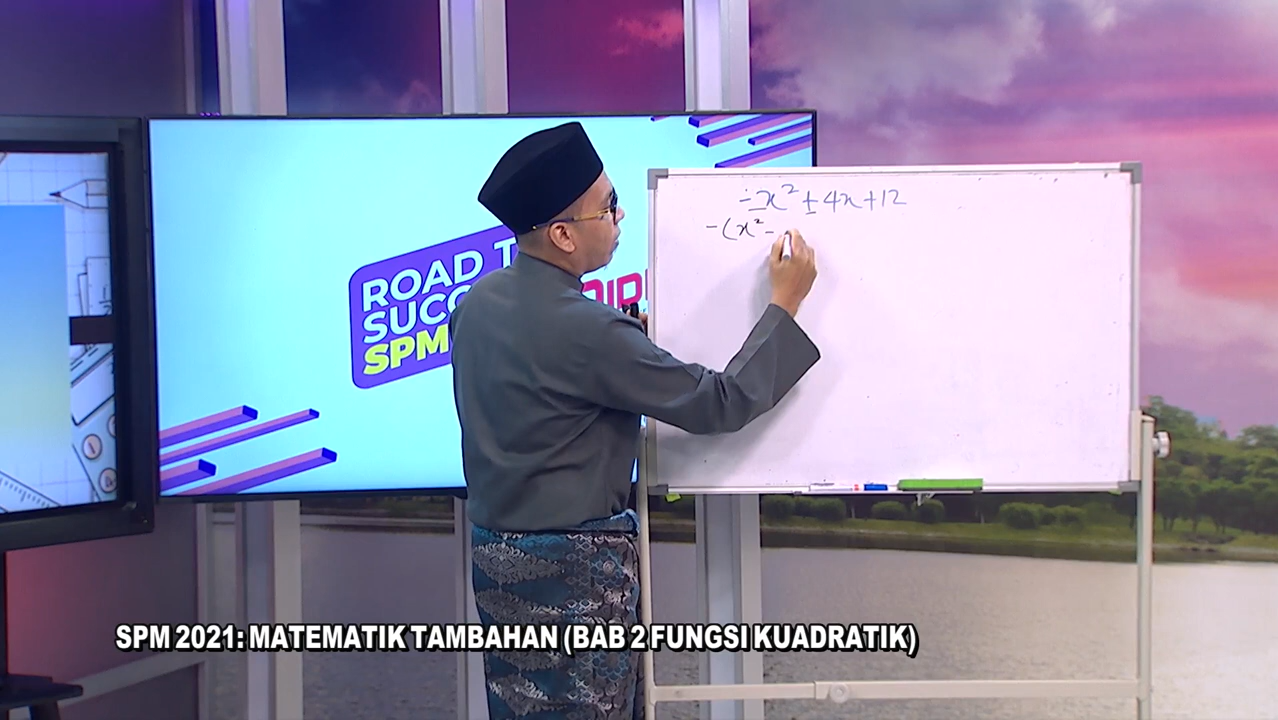 -x² + 4x + 12
-(x² -
ROAD T
SUCC
SPM
SPM 2021: MATEMATIK TAMBAHAN (BAB 2 FUNGSI KUADRATIK)